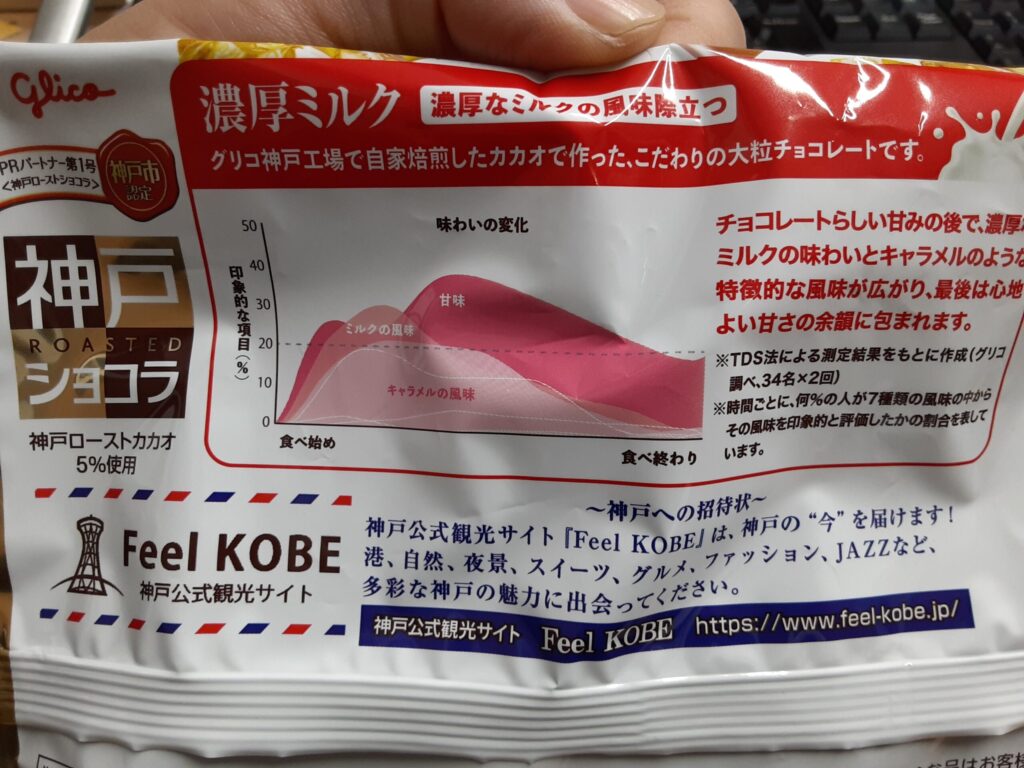 Glico
PRパートナー第1号
<神戸ローストショコラ>
神戸市
認定
濃厚ミルク
濃厚なミルクの風味際立つ
グリコ神戸工場で自家焙煎したカカオで作った、こだわりの大粒チョコレートです。
神戸
ROASTED
ショコラ
神戸ローストカカオ
5%使用
味わいの変化
印象的な項目(%)
50
40
30
20
10
0
甘味
ミルクの風味
キャラメルの風味
食べ始め
食べ終わり
チョコレートらしい甘みの後で、濃厚な
ミルクの味わいとキャラメルのような
特徴的な風味が広がり、最後は心地
よい甘さの余韻に包まれます。
※TDS法による測定結果をもとに作成(グリコ
調べ、34名×2回)
※時間ごとに、何%の人が7種類の風味の中から
その風味を印象的と評価したかの割合を表して
います。
Feel KOBE
神戸公式観光サイト
~神戸への招待状~
神戸公式観光サイト『Feel KOBE』は、神戸の“今”を届けます!
港、自然、夜景、スイーツ、グルメ、ファッション、JAZZなど、
多彩な神戸の魅力に出会ってください。
神戸公式観光サイト Feel KOBE https://www.feel-kobe.jp/
品はお客様